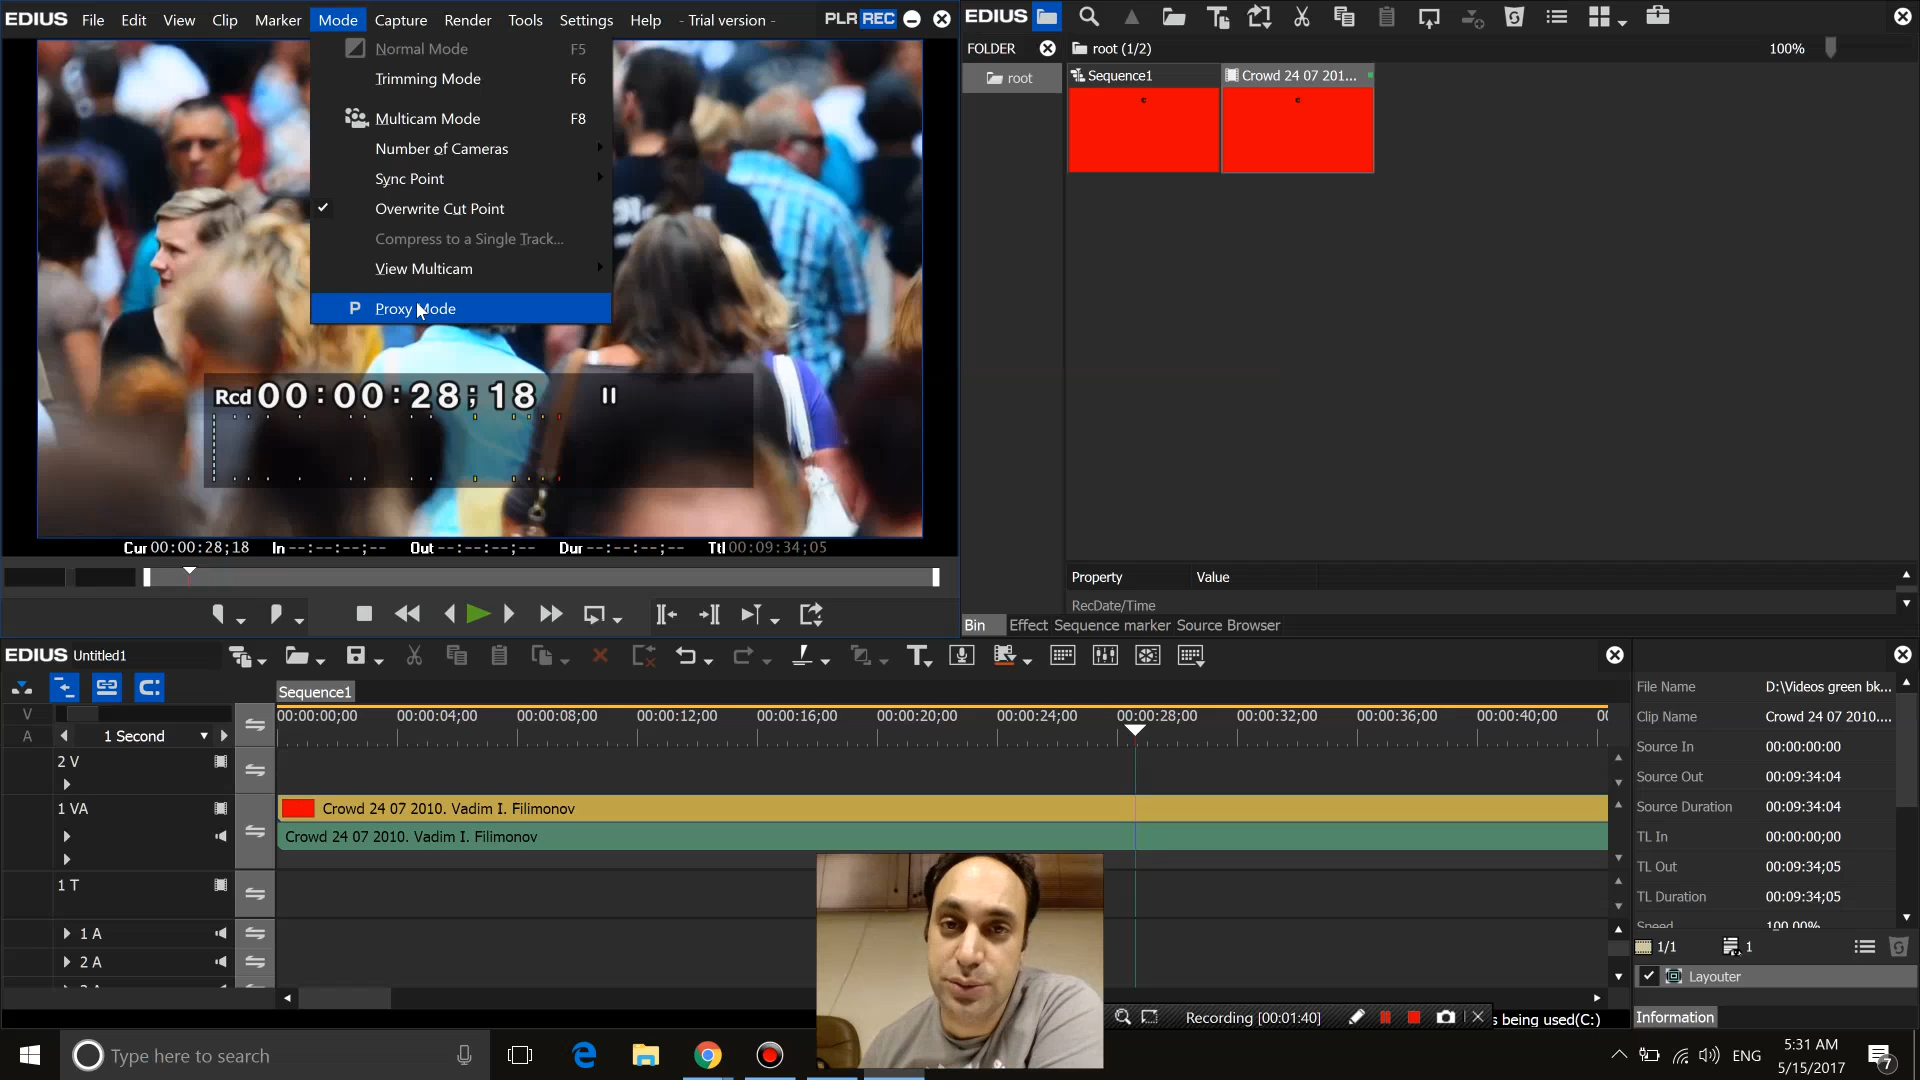 EDIUS File Edit View Clip Marker Mode Capture Render Tools Settings Help - Trial version - PLR REC
Normal Mode F5
Trimming Mode F6
Multicam Mode F8
Number of Cameras
Sync Point
Overwrite Cut Point
Compress to a Single Track...
View Multicam
P Proxy Mode
Rcd 00:00:28;18
Cur 00:00:28;18 In --:--:--;-- Out --:--:--;-- Dur --:--:--;-- Ttl 00:09:34;05
EDIUS
FOLDER root (1/2) 100%
root
Sequence1 Crowd 24 07 201...
Property Value
RecDate/Time
Bin Effect Sequence marker Source Browser
EDIUS Untitled1
Sequence1
V
A
1 Second
00:00:00;00 00:00:04;00 00:00:08;00 00:00:12;00 00:00:16;00 00:00:20;00 00:00:24;00 00:00:28;00 00:00:32;00 00:00:36;00 00:00:40;00
2 V
1 VA
Crowd 24 07 2010. Vadim I. Filimonov
Crowd 24 07 2010. Vadim I. Filimonov
1 T
1 A
2 A
File Name D:\Videos green bk...
Clip Name Crowd 24 07 2010....
Source In 00:00:00:00
Source Out 00:09:34:04
Source Duration 00:09:34:04
TL In 00:00:00;00
TL Out 00:09:34;05
TL Duration 00:09:34;05
Speed 100.00%
1/1 1
Layouter
Information
Recording [00:01:40]
s being used(C:)
Type here to search
ENG
5:31 AM
5/15/2017
7